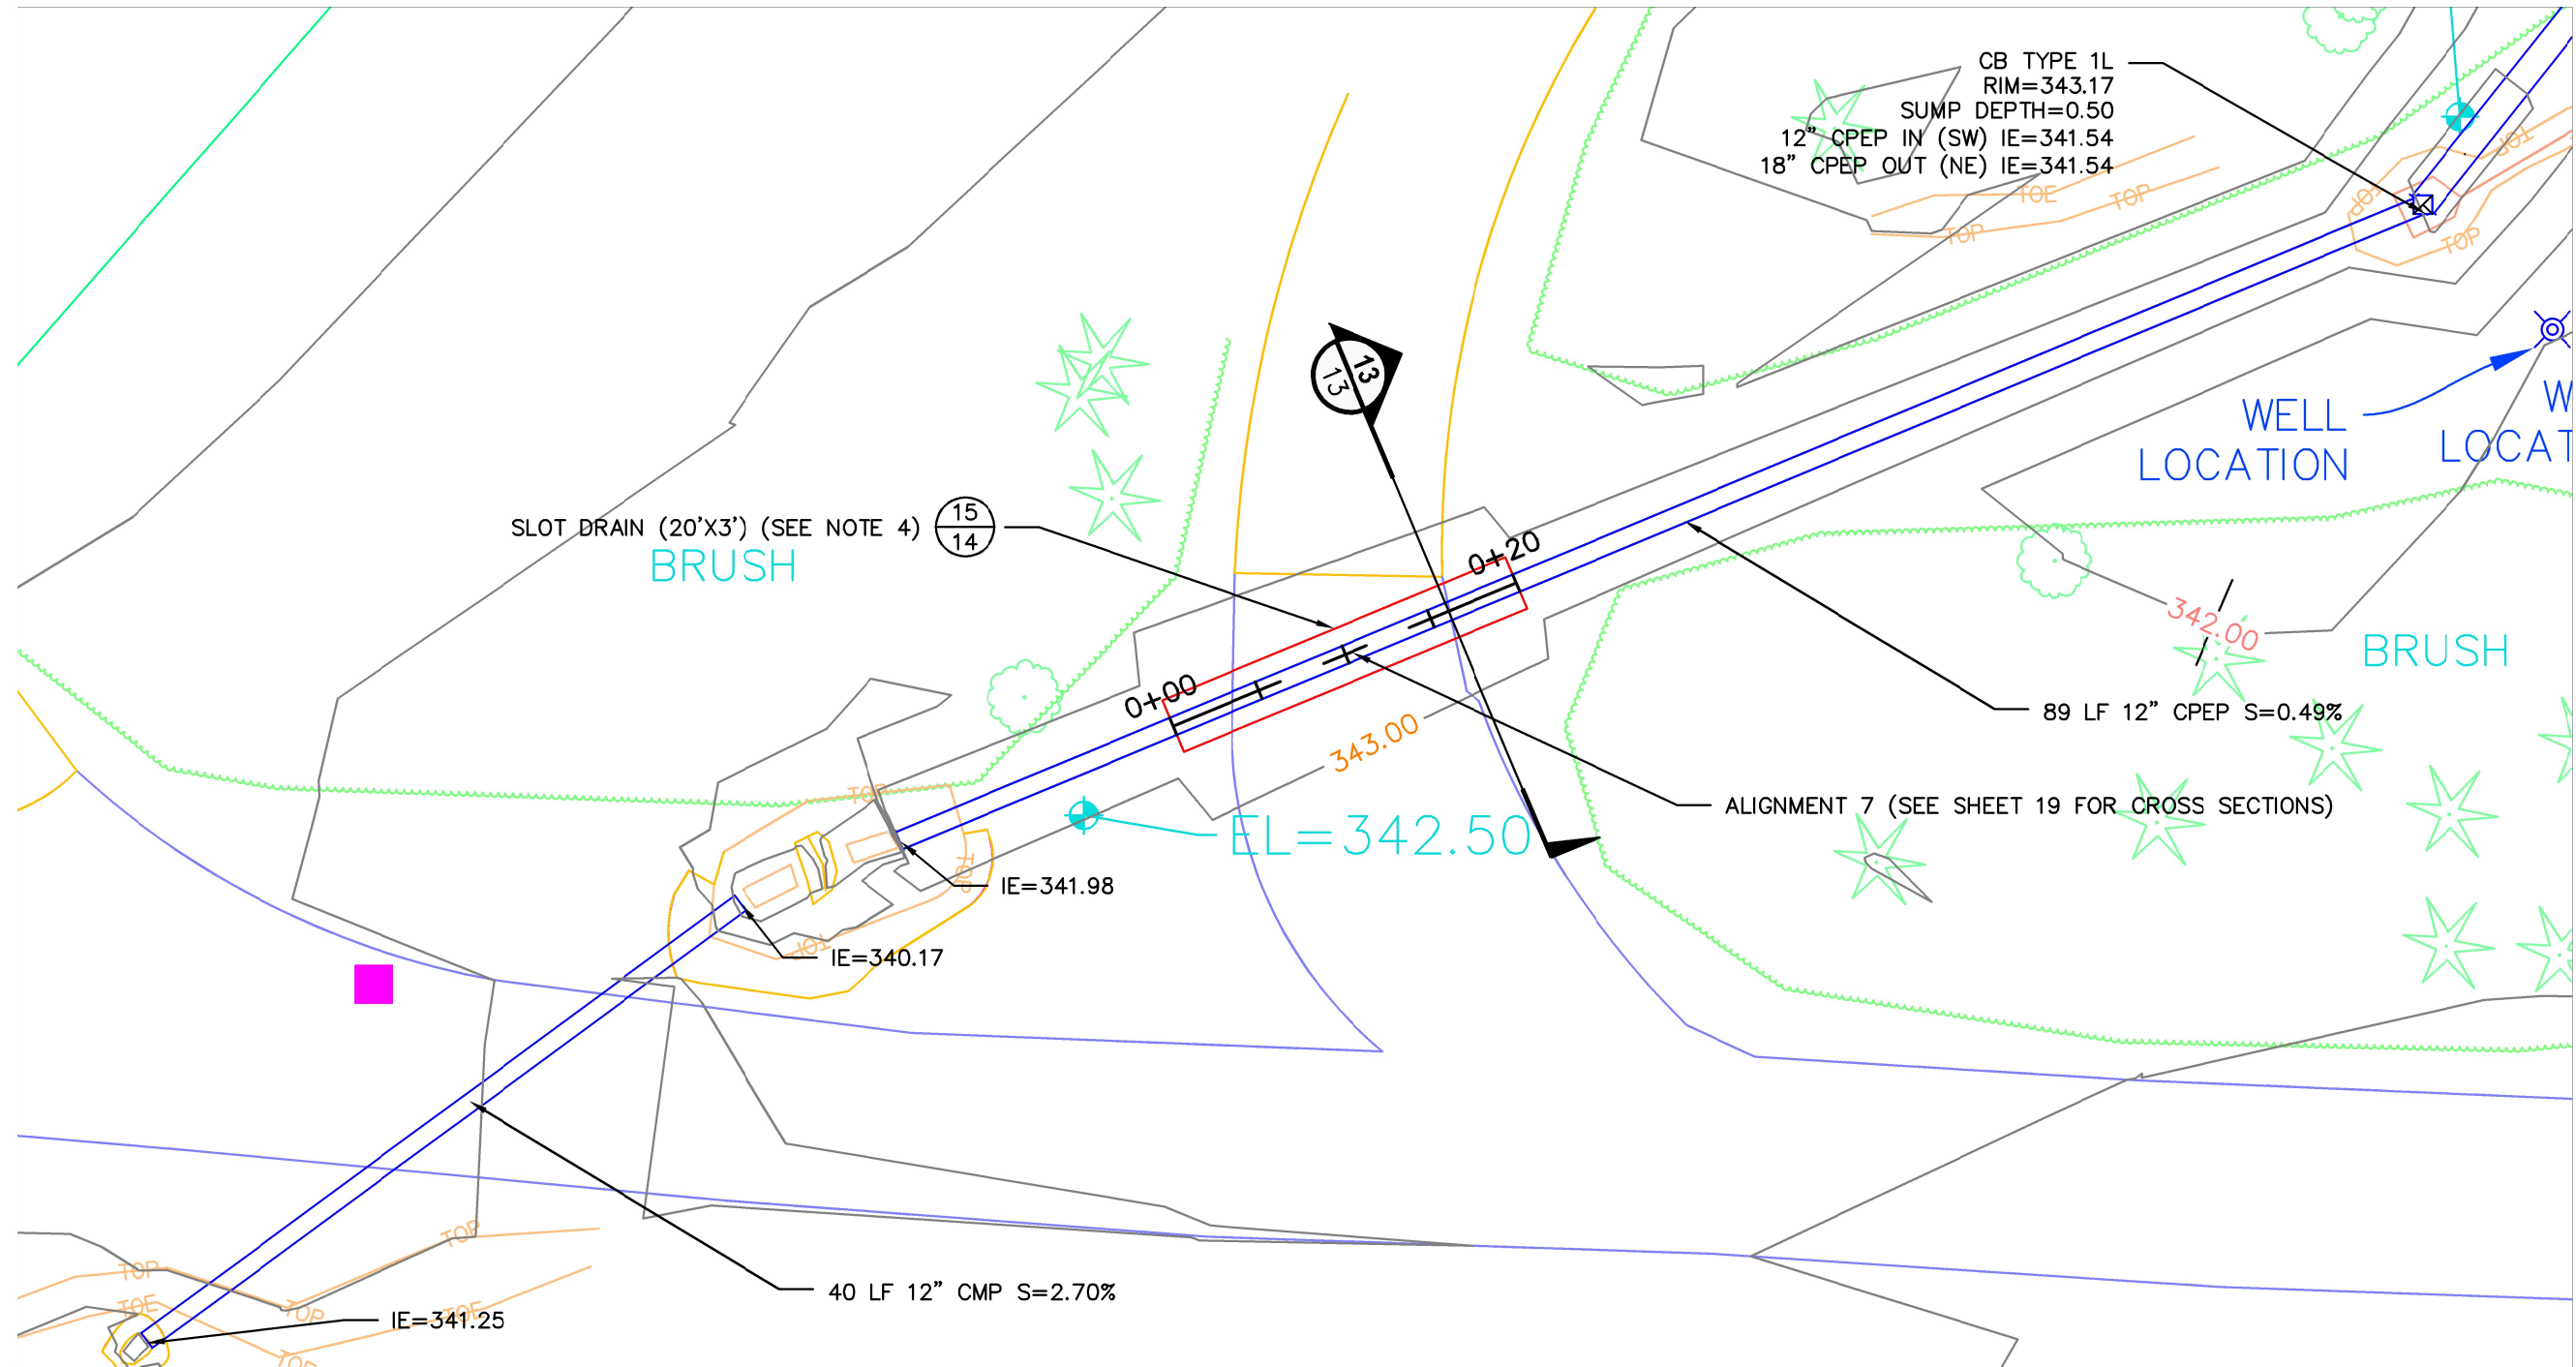 CB TYPE 1L
RIM=343.17
SUMP DEPTH=0.50
12" CPEP IN (SW) IE=341.54
18" CPEP OUT (NE) IE=341.54
TOE
TOP
TOP
TOP
TOP
TOP
13
13
WELL
LOCATION
W
LOCAT
SLOT DRAIN (20'X3') (SEE NOTE 4)
15
14
BRUSH
0+20
0+00
342.00
BRUSH
343.00
89 LF 12" CPEP S=0.49%
ALIGNMENT 7 (SEE SHEET 19 FOR CROSS SECTIONS)
EL=342.50
TOP
TOP
TOP
IE=341.98
IE=340.17
TOP
TOP
TOE
TOP
TOE
TOE
40 LF 12" CMP S=2.70%
IE=341.25